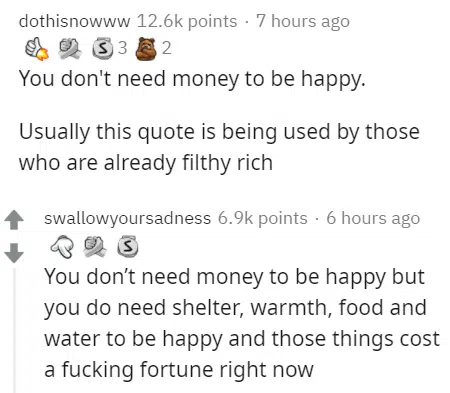 dothisnowww 12.6k points · 7 hours ago
S 3 2
You don't need money to be happy.
Usually this quote is being used by those
who are already filthy rich
swallowyoursadness 6.9k points · 6 hours ago
S
You don’t need money to be happy but
you do need shelter, warmth, food and
water to be happy and those things cost
a fucking fortune right now